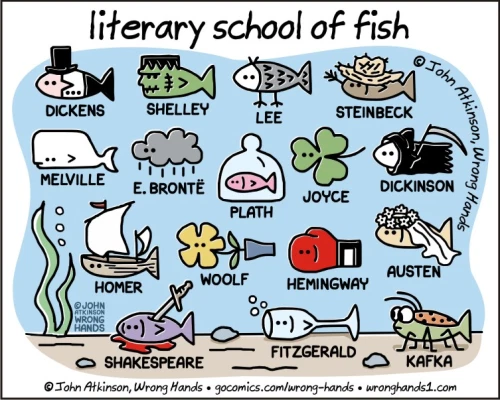 literary school of fish
© John Atkinson, Wrong Hands
DICKENS
SHELLEY
LEE
STEINBECK
MELVILLE
E. BRONTË
PLATH
JOYCE
DICKINSON
HOMER
WOOLF
HEMINGWAY
AUSTEN
© JOHN
ATKINSON
WRONG
HANDS
SHAKESPEARE
FITZGERALD
KAFKA
© John Atkinson, Wrong Hands • gocomics.com/wrong-hands • wronghands1.com